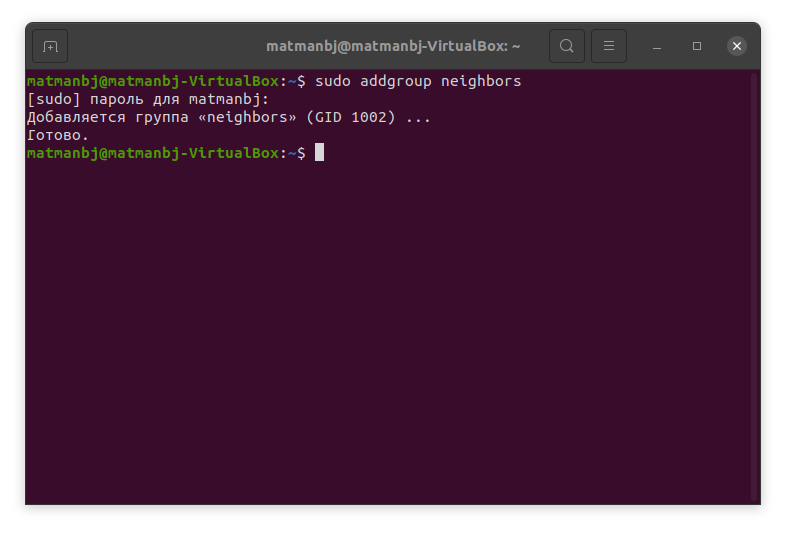 matmanbj@matmanbj-VirtualBox: ~
matmanbj@matmanbj-VirtualBox:~$ sudo addgroup neighbors
[sudo] пароль для matmanbj:
Добавляется группа «neighbors» (GID 1002) ...
Готово.
matmanbj@matmanbj-VirtualBox:~$